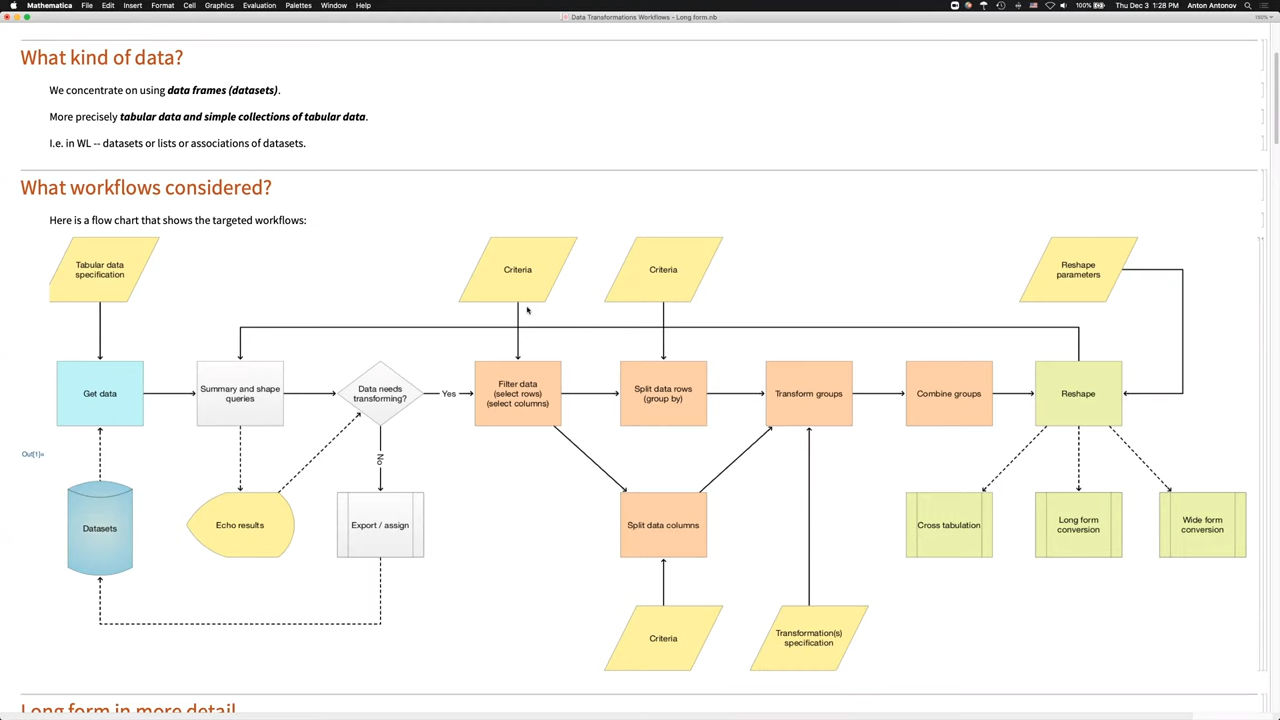 Mathematica File Edit Insert Format Cell Graphics Evaluation Palettes Window Help 100% Thu Dec 3 1:28 PM Anton Antonov
Data Transformations Workflows - Long form.nb
What kind of data?
We concentrate on using data frames (datasets).
More precisely tabular data and simple collections of tabular data.
I.e. in WL -- datasets or lists or associations of datasets.
What workflows considered?
Here is a flow chart that shows the targeted workflows:
Tabular data
specification
Criteria
Criteria
Reshape
parameters
Get data
Summary and shape
queries
Data needs
transforming?
Yes
Filter data
(select rows)
(select columns)
Split data rows
(group by)
Transform groups
Combine groups
Reshape
No
Out[1]=
Datasets
Echo results
Export / assign
Split data columns
Cross tabulation
Long form
conversion
Wide form
conversion
Criteria
Transformation(s)
specification
Long form in more detail